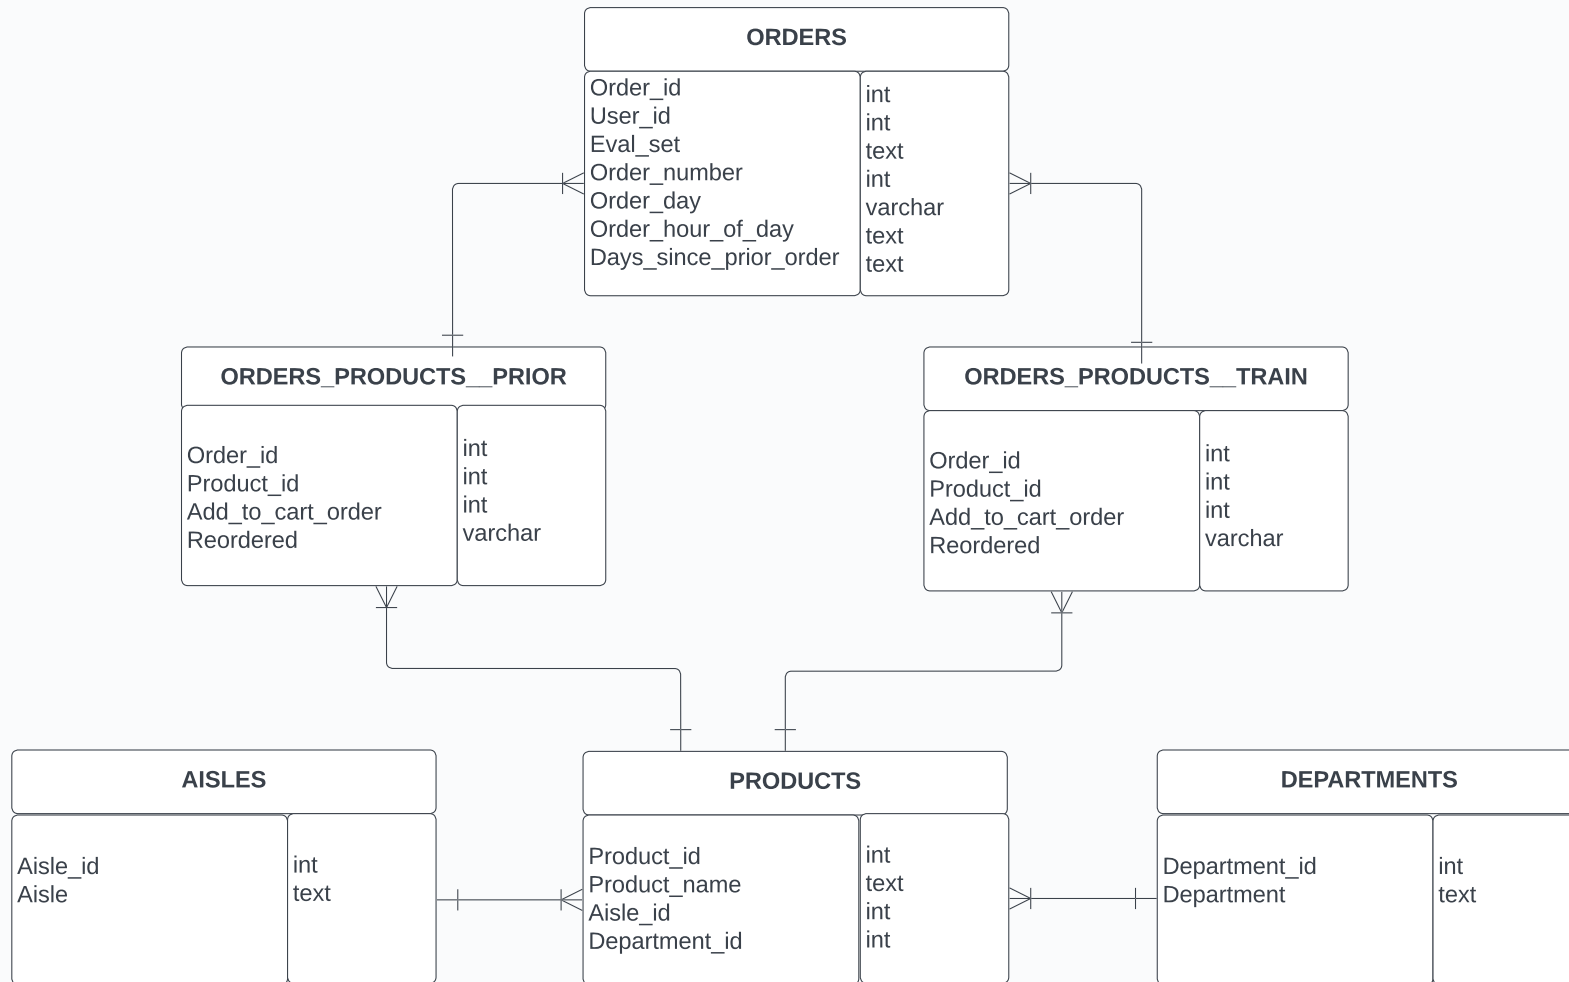 ORDERS
Order_id int
User_id int
Eval_set text
Order_number int
Order_day varchar
Order_hour_of_day text
Days_since_prior_order text
ORDERS_PRODUCTS__PRIOR
Order_id int
Product_id int
Add_to_cart_order int
Reordered varchar
ORDERS_PRODUCTS__TRAIN
Order_id int
Product_id int
Add_to_cart_order int
Reordered varchar
AISLES
Aisle_id int
Aisle text
PRODUCTS
Product_id int
Product_name text
Aisle_id int
Department_id int
DEPARTMENTS
Department_id int
Department text